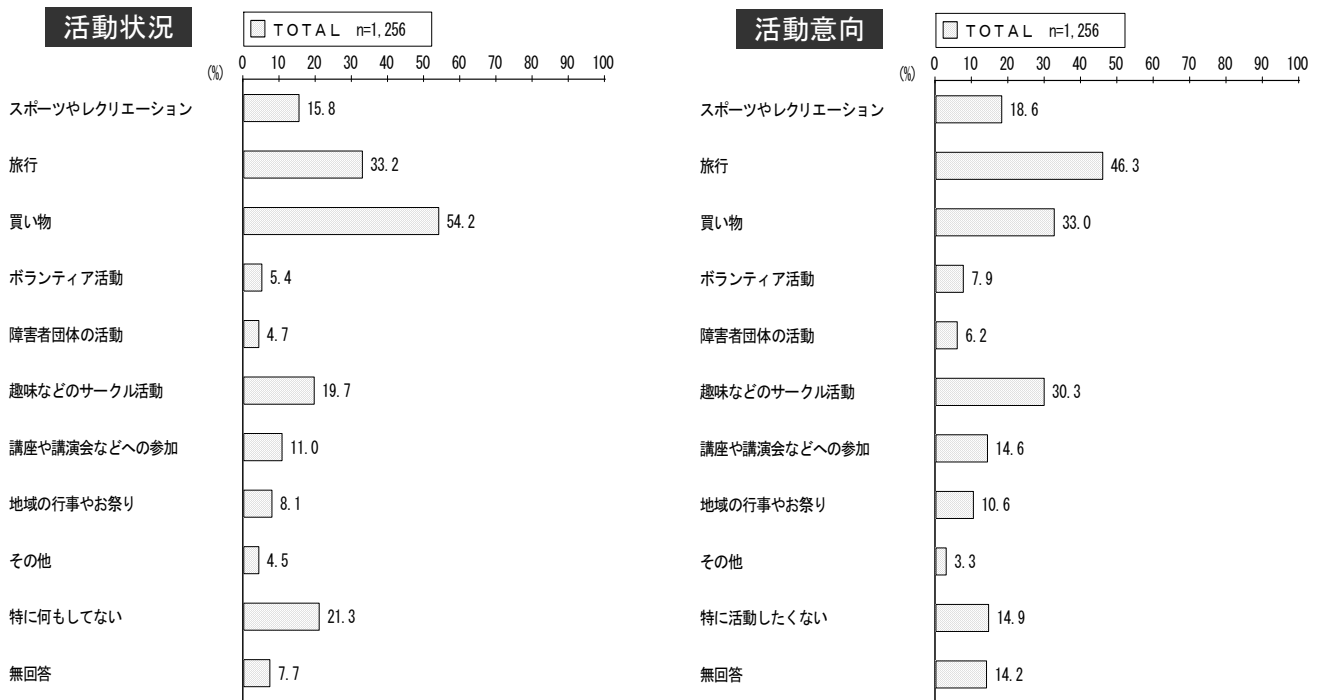 活動状況
TOTAL n=1,256
(%) 0 10 20 30 40 50 60 70 80 90 100
スポーツやレクリエーション 15.8
旅行 33.2
買い物 54.2
ボランティア活動 5.4
障害者団体の活動 4.7
趣味などのサークル活動 19.7
講座や講演会などへの参加 11.0
地域の行事やお祭り 8.1
その他 4.5
特に何もしてない 21.3
無回答 7.7
活動意向
TOTAL n=1,256
(%) 0 10 20 30 40 50 60 70 80 90 100
スポーツやレクリエーション 18.6
旅行 46.3
買い物 33.0
ボランティア活動 7.9
障害者団体の活動 6.2
趣味などのサークル活動 30.3
講座や講演会などへの参加 14.6
地域の行事やお祭り 10.6
その他 3.3
特に活動したくない 14.9
無回答 14.2